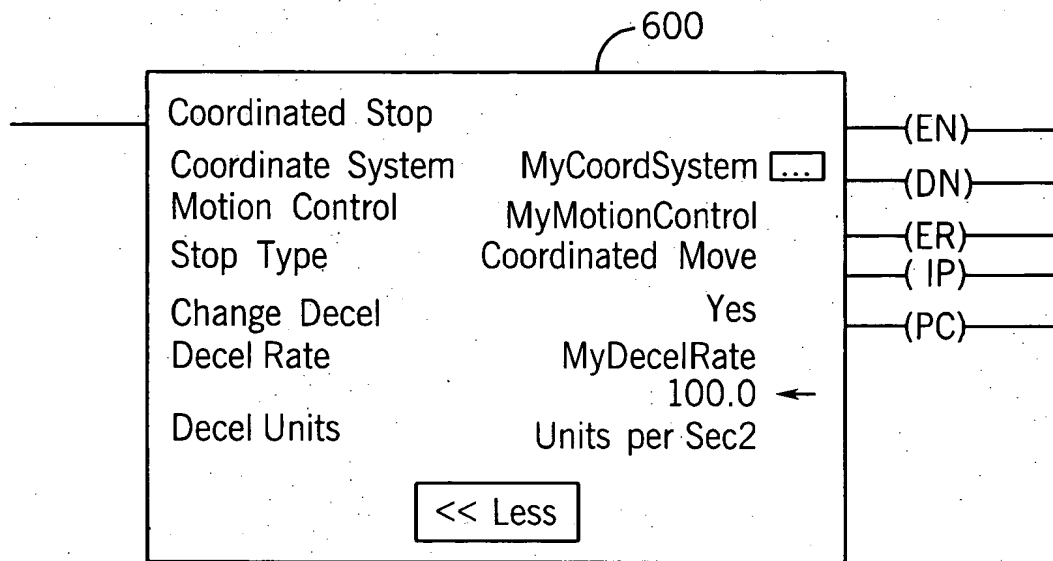 600
Coordinated Stop
(EN)
Coordinate System MyCoordSystem ...
(DN)
Motion Control MyMotionControl
(ER)
Stop Type Coordinated Move
(IP)
Change Decel Yes
(PC)
Decel Rate MyDecelRate
100.0 ←
Decel Units Units per Sec2
<< Less